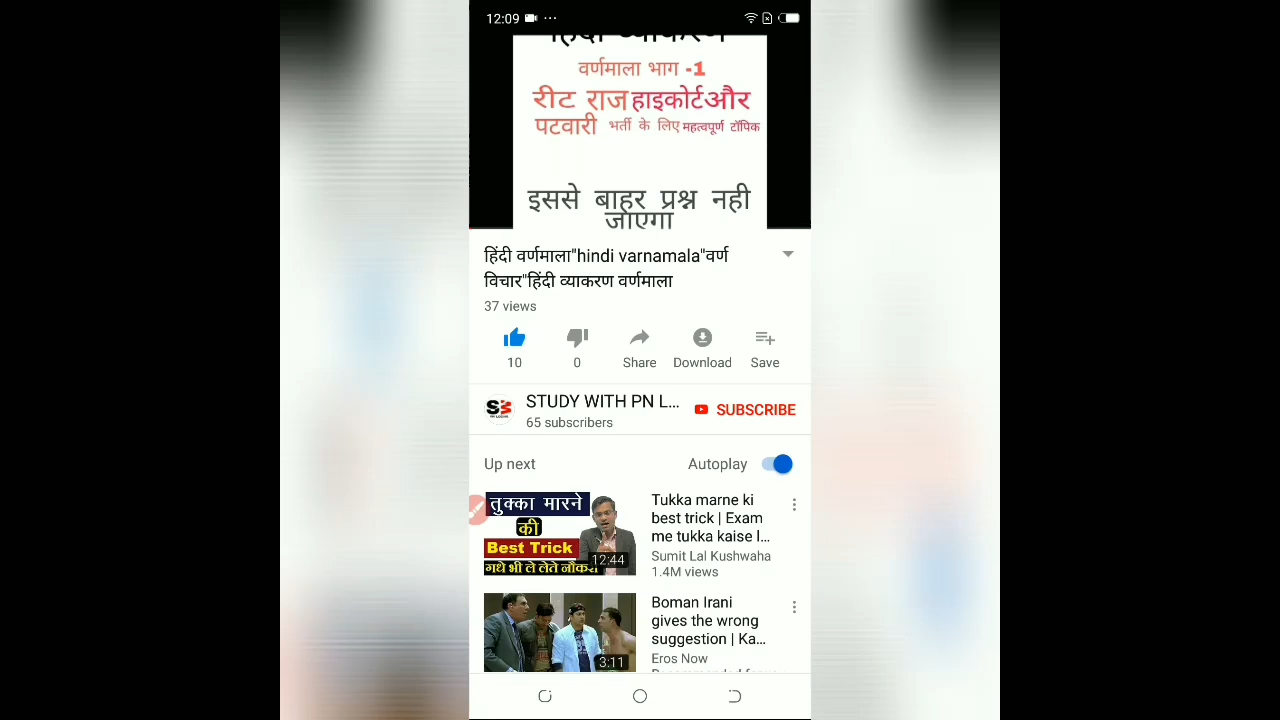 12:09
हिंदी व्याकरण
वर्णमाला भाग -1
रीट राज हाइकोर्ट और
पटवारी भर्ती के लिए महत्वपूर्ण टॉपिक
इससे बाहर प्रश्न नही
जाएगा
हिंदी वर्णमाला"hindi varnamala"वर्ण
विचार"हिंदी व्याकरण वर्णमाला
37 views
10
0
Share
Download
Save
STUDY WITH PN L...
65 subscribers
SUBSCRIBE
Up next
Autoplay
तुक्का मारने
की
Best Trick
गधे भी ले लेते नौकरी
12:44
Tukka marne ki
best trick | Exam
me tukka kaise l...
Sumit Lal Kushwaha
1.4M views
3:11
Boman Irani
gives the wrong
suggestion | Ka...
Eros Now